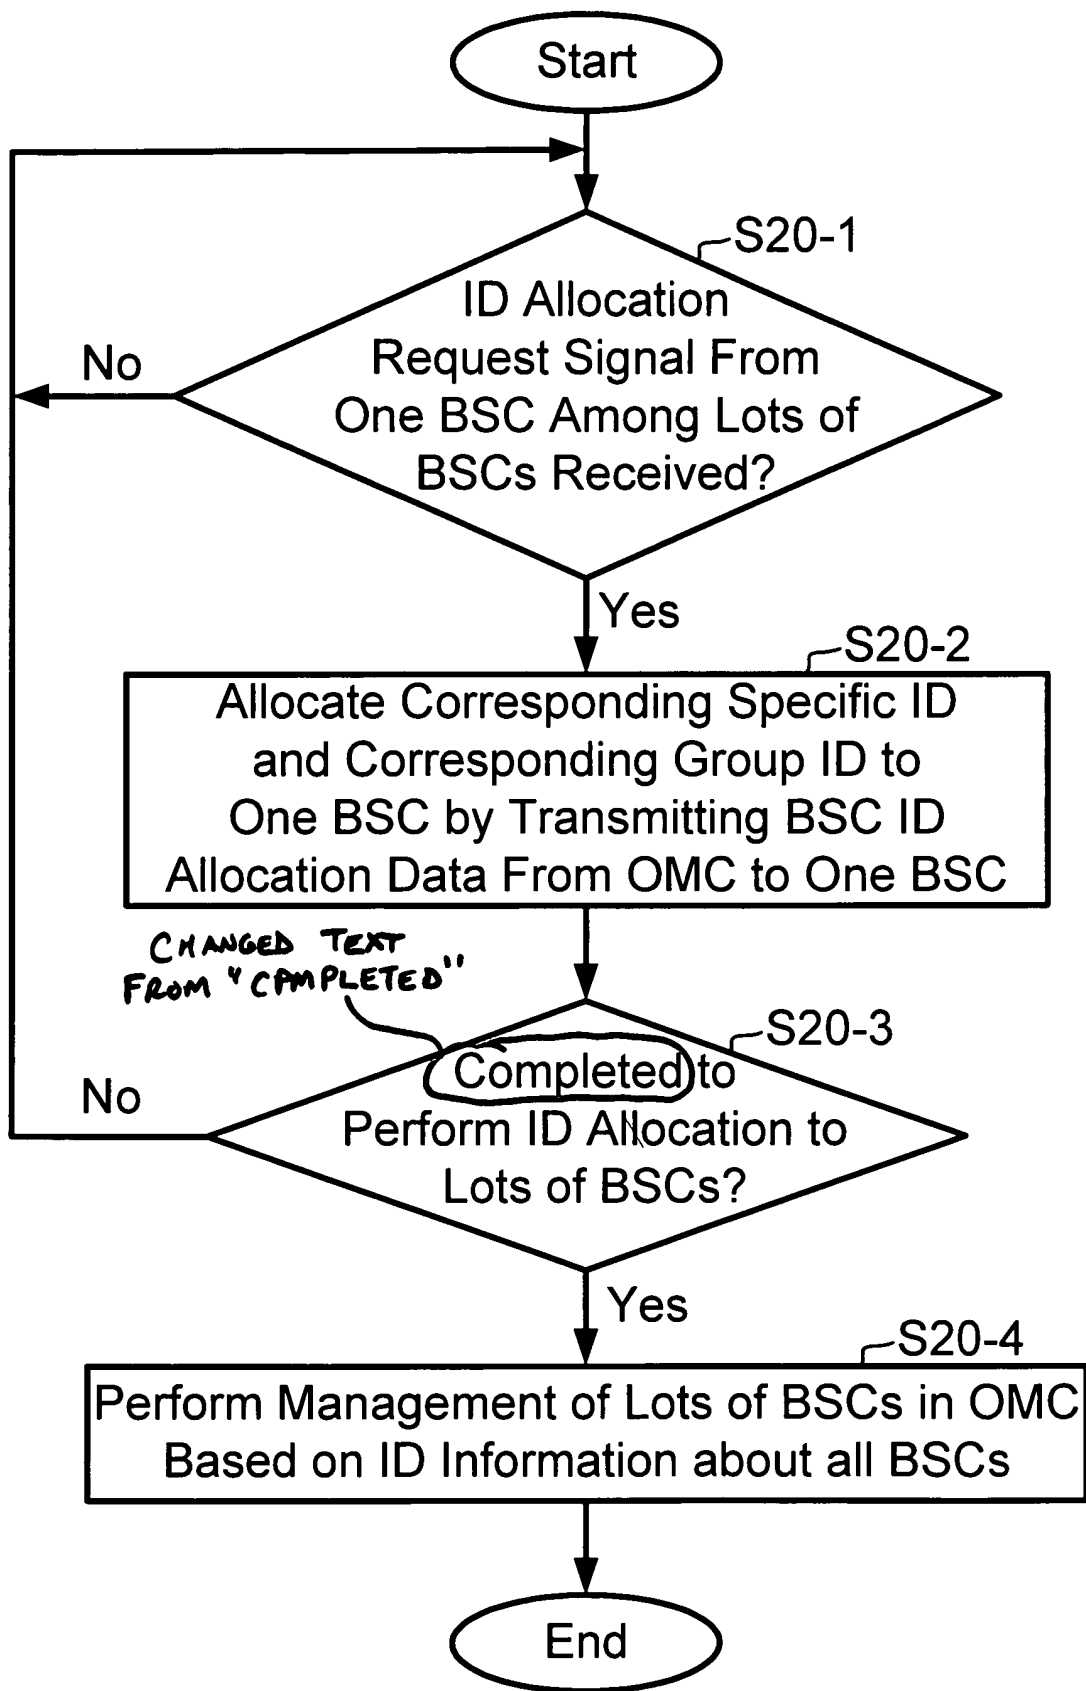 Start
S20-1
ID Allocation
Request Signal From
One BSC Among Lots of
BSCs Received?
No
Yes
S20-2
Allocate Corresponding Specific ID
and Corresponding Group ID to
One BSC by Transmitting BSC ID
Allocation Data From OMC to One BSC
CHANGED TEXT
FROM "CPMPLETED"
S20-3
Completed to
Perform ID Allocation to
Lots of BSCs?
No
Yes
S20-4
Perform Management of Lots of BSCs in OMC
Based on ID Information about all BSCs
End